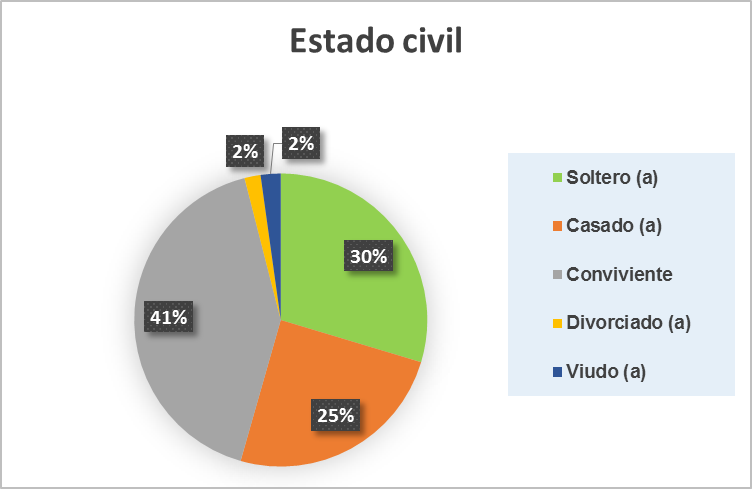 Estado civil
2%
2%
30%
41%
25%
Soltero (a)
Casado (a)
Conviviente
Divorciado (a)
Viudo (a)